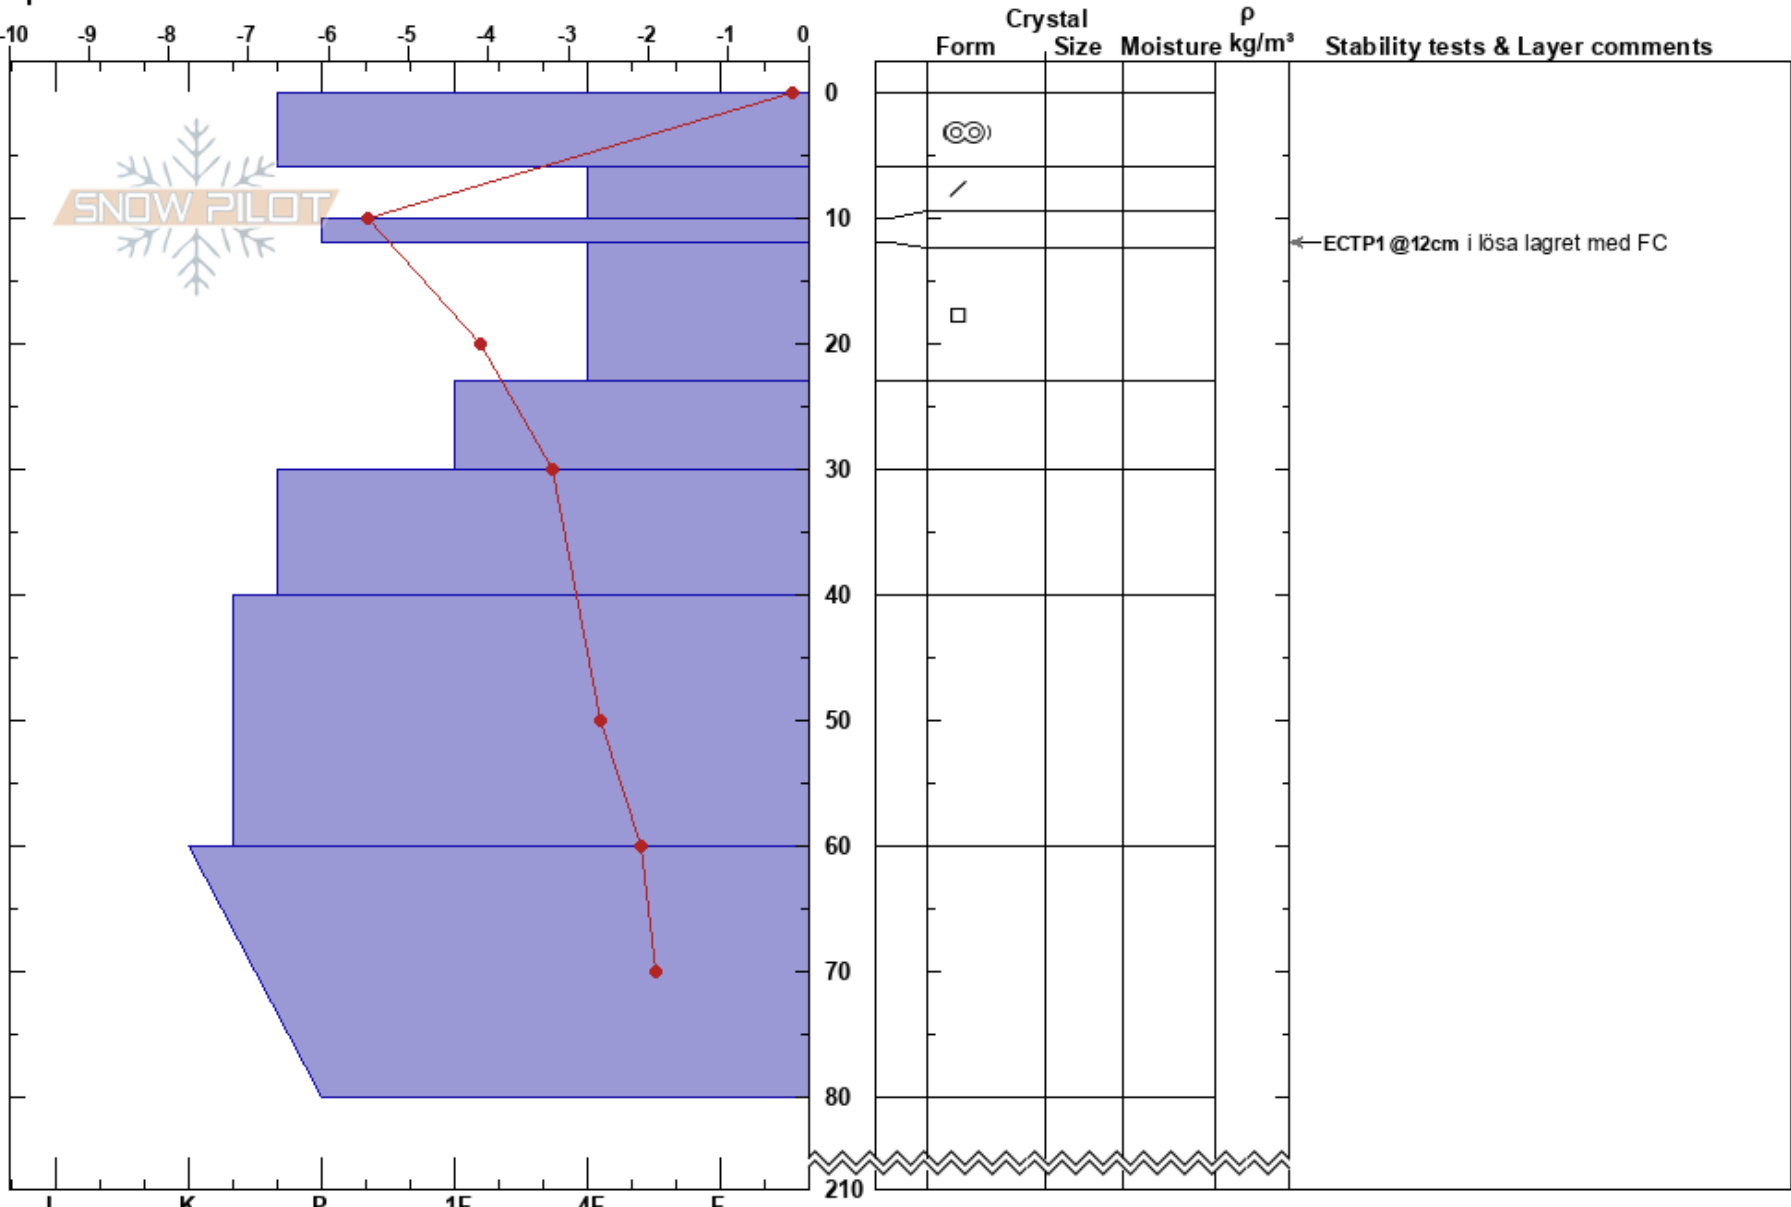 -10 -9 -8 -7 -6 -5 -4 -3 -2 -1 0
Crystal
ρ
Form Size Moisture kg/m³ Stability tests & Layer comments
0
SNOW PILOT
10
ECTP1 @12cm i lösa lagret med FC
20
30
40
50
60
70
80
210
I K P 1F 4F F